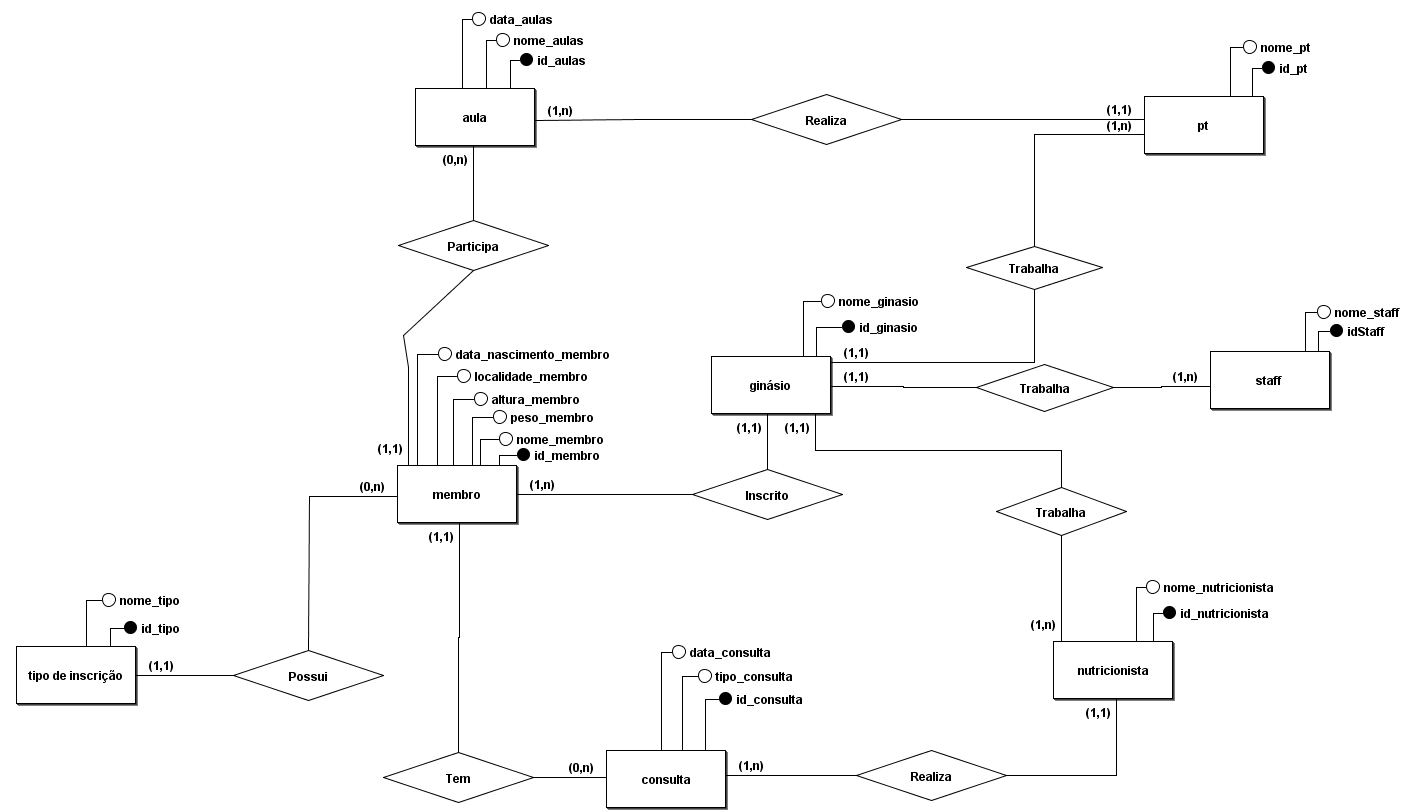 data_aulas
nome_aulas
id_aulas
aula
(1,n)
Realiza
(1,1)
(1,n)
nome_pt
id_pt
pt
(0,n)
Participa
Trabalha
nome_ginasio
id_ginasio
(1,1)
ginásio
(1,1)
Trabalha
(1,n)
nome_staff
idStaff
staff
data_nascimento_membro
localidade_membro
altura_membro
peso_membro
nome_membro
id_membro
(1,1)
membro
(0,n)
(1,n)
(1,1)
Inscrito
(1,1)
(1,1)
Trabalha
(1,n)
nome_tipo
id_tipo
tipo de inscrição
(1,1)
Possui
nome_nutricionista
id_nutricionista
nutricionista
(1,1)
data_consulta
tipo_consulta
id_consulta
consulta
Tem
(0,n)
(1,n)
Realiza